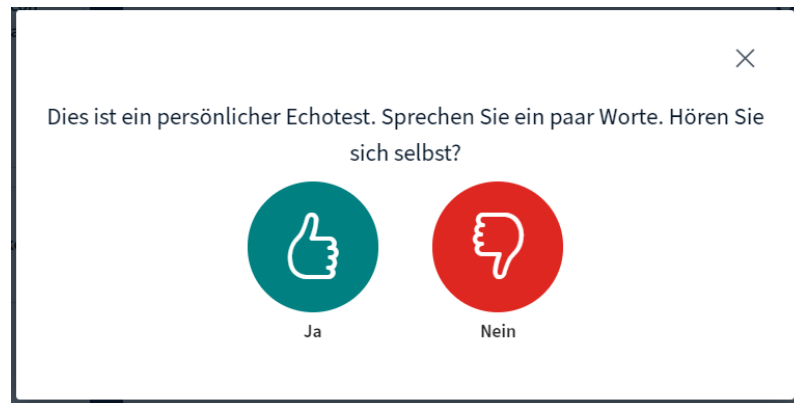 Dies ist ein persönlicher Echotest. Sprechen Sie ein paar Worte. Hören Sie
sich selbst?
Ja
Nein